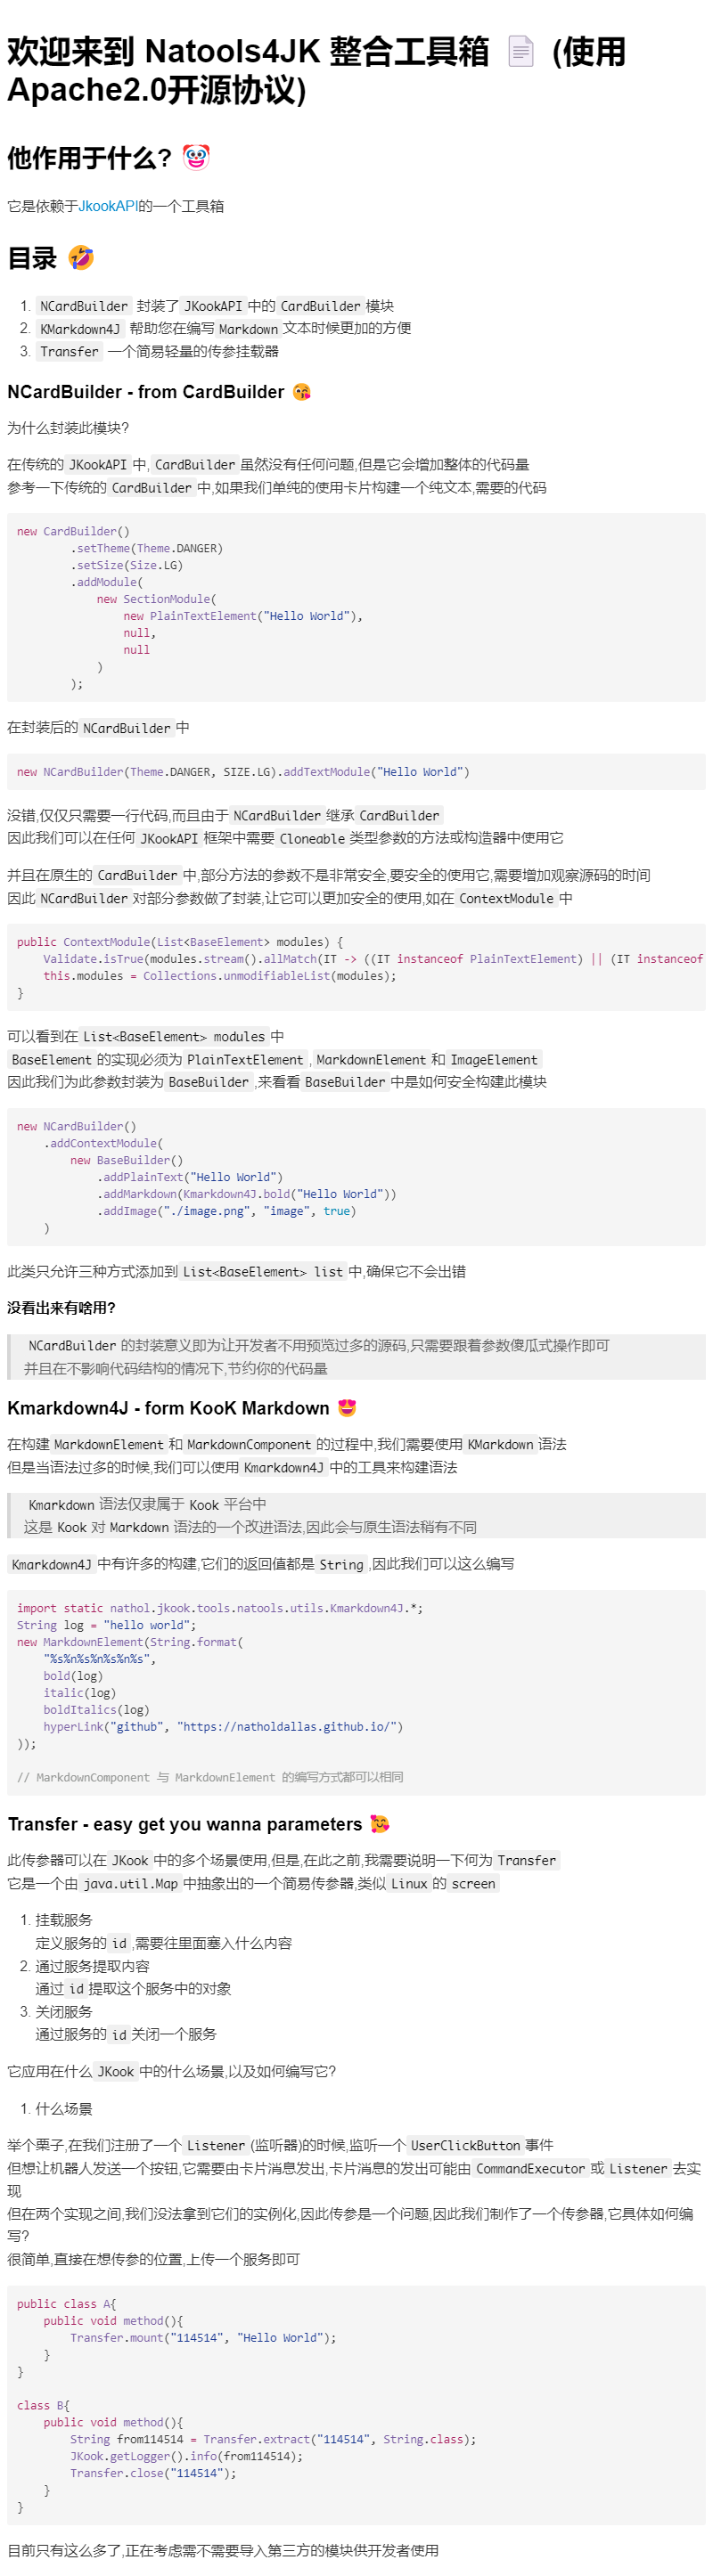 欢迎来到 Natools4JK 整合工具箱 📄 (使用
Apache2.0开源协议)
他作用于什么? 🤡
它是依赖于JkookAPI的一个工具箱
目录 🤣
1. NCardBuilder 封装了 JKookAPI 中的 CardBuilder 模块
2. KMarkdown4J 帮助您在编写 Markdown 文本时候更加的方便
3. Transfer 一个简易轻量的传参挂载器
NCardBuilder - from CardBuilder 😘
为什么封装此模块?
在传统的 JKookAPI 中, CardBuilder 虽然没有任何问题,但是它会增加整体的代码量
参考一下传统的 CardBuilder 中,如果我们单纯的使用卡片构建一个纯文本,需要的代码
new CardBuilder()
        .setTheme(Theme.DANGER)
        .setSize(Size.LG)
        .addModule(
            new SectionModule(
                new PlainTextElement("Hello World"),
                null,
                null
            )
        );
在封装后的 NCardBuilder 中
new NCardBuilder(Theme.DANGER, SIZE.LG).addTextModule("Hello World")
没错,仅仅只需要一行代码,而且由于 NCardBuilder 继承 CardBuilder
因此我们可以在任何 JKookAPI 框架中需要 Cloneable 类型参数的方法或构造器中使用它
并且在原生的 CardBuilder 中,部分方法的参数不是非常安全,要安全的使用它,需要增加观察源码的时间
因此 NCardBuilder 对部分参数做了封装,让它可以更加安全的使用,如在 ContextModule 中
public ContextModule(List<BaseElement> modules) {
    Validate.isTrue(modules.stream().allMatch(IT -> ((IT instanceof PlainTextElement) || (IT instanceof
    this.modules = Collections.unmodifiableList(modules);
}
可以看到在 List<BaseElement> modules 中
BaseElement 的实现必须为 PlainTextElement , MarkdownElement 和 ImageElement
因此我们为此参数封装为 BaseBuilder ,来看看 BaseBuilder 中是如何安全构建此模块
new NCardBuilder()
    .addContextModule(
        new BaseBuilder()
            .addPlainText("Hello World")
            .addMarkdown(Kmarkdown4J.bold("Hello World"))
            .addImage("./image.png", "image", true)
    )
此类只允许三种方式添加到 List<BaseElement> list 中,确保它不会出错
没看出来有啥用?
NCardBuilder 的封装意义即为让开发者不用预览过多的源码,只需要跟着参数傻瓜式操作即可
并且在不影响代码结构的情况下,节约你的代码量
Kmarkdown4J - form KooK Markdown 😍
在构建 MarkdownElement 和 MarkdownComponent 的过程中,我们需要使用 KMarkdown 语法
但是当语法过多的时候,我们可以使用 Kmarkdown4J 中的工具来构建语法
Kmarkdown 语法仅隶属于 Kook 平台中
这是 Kook 对 Markdown 语法的一个改进语法,因此会与原生语法稍有不同
Kmarkdown4J 中有许多的构建,它们的返回值都是 String ,因此我们可以这么编写
import static nathol.jkook.tools.natools.utils.Kmarkdown4J.*;
String log = "hello world";
new MarkdownElement(String.format(
    "%s%n%s%n%s%n%s",
    bold(log)
    italic(log)
    boldItalics(log)
    hyperLink("github", "https://natholdallas.github.io/")
));
// MarkdownComponent 与 MarkdownElement 的编写方式都可以相同
Transfer - easy get you wanna parameters 🥰
此传参器可以在 JKook 中的多个场景使用,但是,在此之前,我需要说明一下何为 Transfer
它是一个由 java.util.Map 中抽象出的一个简易传参器,类似 Linux 的 screen
1. 挂载服务
定义服务的 id ,需要往里面塞入什么内容
2. 通过服务提取内容
通过 id 提取这个服务中的对象
3. 关闭服务
通过服务的 id 关闭一个服务
它应用在什么 JKook 中的什么场景,以及如何编写它?
1. 什么场景
举个栗子,在我们注册了一个 Listener (监听器)的时候,监听一个 UserClickButton 事件
但想让机器人发送一个按钮,它需要由卡片消息发出,卡片消息的发出可能由 CommandExecutor 或 Listener 去实
现
但在两个实现之间,我们没法拿到它们的实例化,因此传参是一个问题,因此我们制作了一个传参器,它具体如何编
写?
很简单,直接在想传参的位置,上传一个服务即可
public class A{
    public void method(){
        Transfer.mount("114514", "Hello World");
    }
}
class B{
    public void method(){
        String from114514 = Transfer.extract("114514", String.class);
        JKook.getLogger().info(from114514);
        Transfer.close("114514");
    }
}
目前只有这么多了,正在考虑需不需要导入第三方的模块供开发者使用